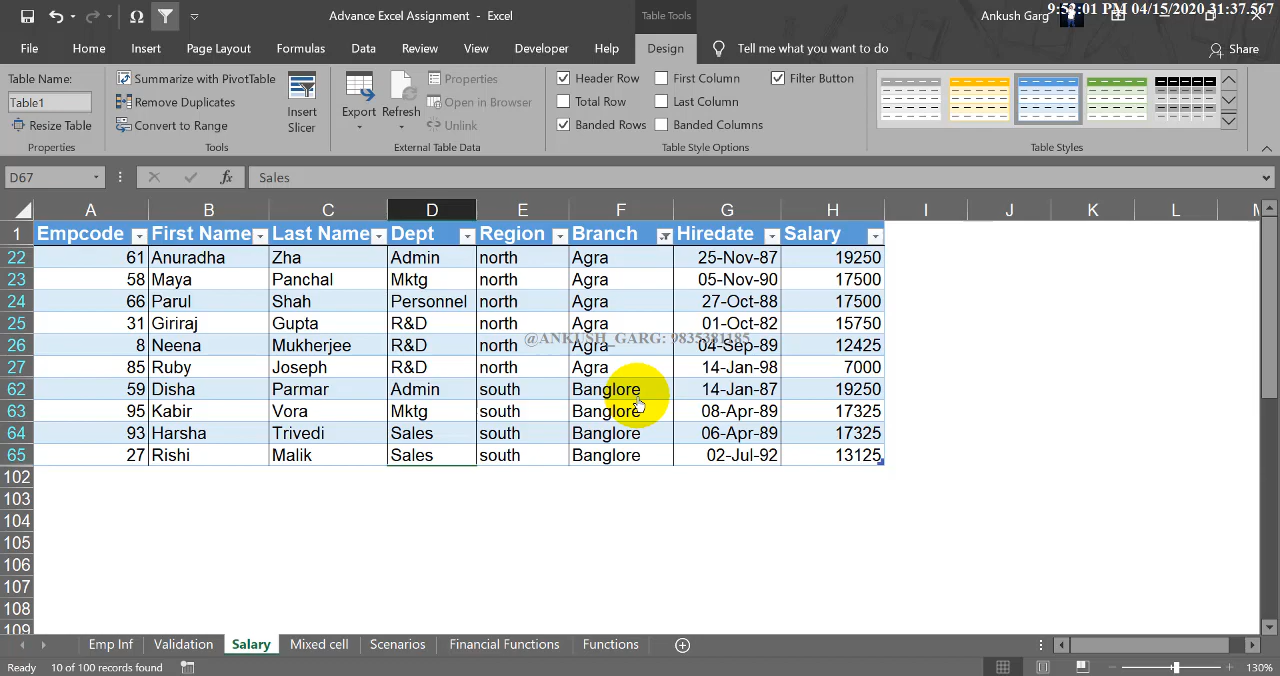 Advance Excel Assignment - Excel
Table Tools
Ankush Garg
9:52:01 PM 04/15/2020 31:37.567
File Home Insert Page Layout Formulas Data Review View Developer Help Design Tell me what you want to do Share
Table Name:
Table1
Resize Table
Properties
Summarize with PivotTable
Remove Duplicates
Convert to Range
Insert
Slicer
Tools
Export
Refresh
Properties
Open in Browser
Unlink
External Table Data
Header Row First Column Filter Button
Total Row Last Column
Banded Rows Banded Columns
Table Style Options
Table Styles
D67 fx Sales
A B C D E F G H I J K L M
1 Empcode First Name Last Name Dept Region Branch Hiredate Salary
22 61 Anuradha Zha Admin north Agra 25-Nov-87 19250
23 58 Maya Panchal Mktg north Agra 05-Nov-90 17500
24 66 Parul Shah Personnel north Agra 27-Oct-88 17500
25 31 Giriraj Gupta R&D north Agra 01-Oct-82 15750
@ANKUSH_GARG: 9835381185
26 8 Neena Mukherjee R&D north Agra 04-Sep-89 12425
27 85 Ruby Joseph R&D north Agra 14-Jan-98 7000
62 59 Disha Parmar Admin south Banglore 14-Jan-87 19250
63 95 Kabir Vora Mktg south Banglore 08-Apr-89 17325
64 93 Harsha Trivedi Sales south Banglore 06-Apr-89 17325
65 27 Rishi Malik Sales south Banglore 02-Jul-92 13125
102
103
104
105
106
107
108
109
Emp Inf Validation Salary Mixed cell Scenarios Financial Functions Functions
Ready 10 of 100 records found 130%